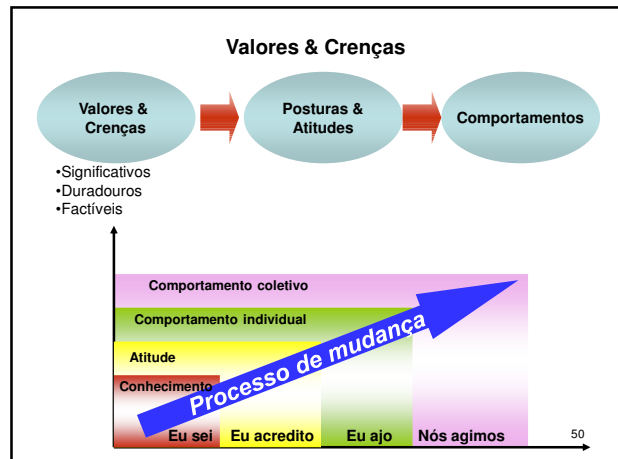 Valores & Crenças
Valores &
Crenças
Posturas &
Atitudes
Comportamentos
•Significativos
•Duradouros
•Factíveis
Comportamento coletivo
Comportamento individual
Atitude
Conhecimento
Processo de mudança
Eu sei
Eu acredito
Eu ajo
Nós agimos
50